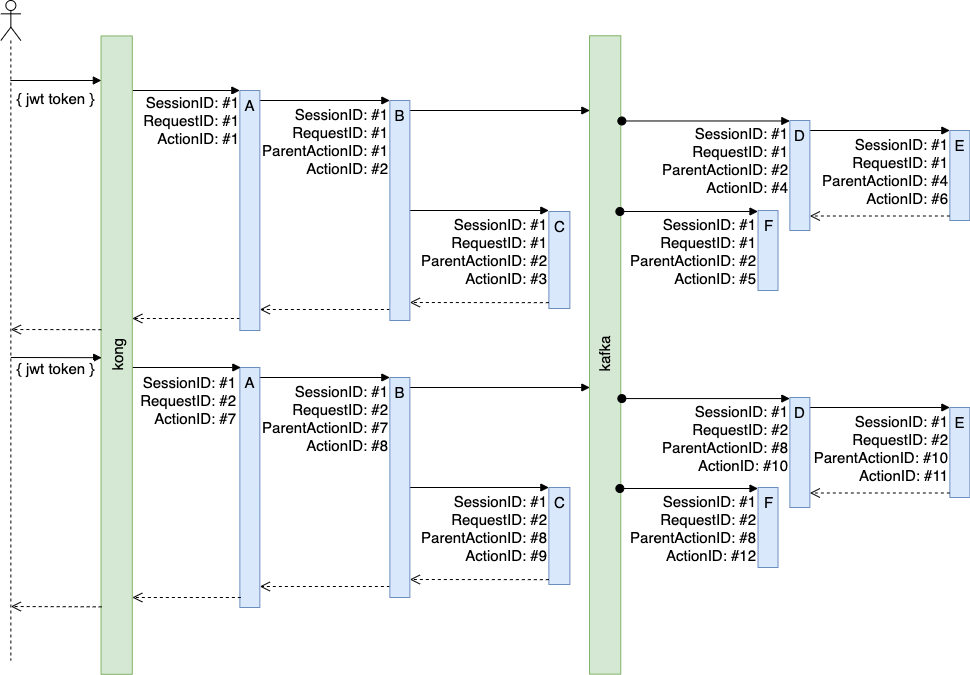 { jwt token }
SessionID: #1
RequestID: #1
ActionID: #1
A
SessionID: #1
RequestID: #1
ParentActionID: #1
ActionID: #2
B
SessionID: #1
RequestID: #1
ParentActionID: #2
ActionID: #3
C
SessionID: #1
RequestID: #1
ParentActionID: #2
ActionID: #4
D
SessionID: #1
RequestID: #1
ParentActionID: #4
ActionID: #6
E
SessionID: #1
RequestID: #1
ParentActionID: #2
ActionID: #5
F
kong
kafka
{ jwt token }
SessionID: #1
RequestID: #2
ActionID: #7
A
SessionID: #1
RequestID: #2
ParentActionID: #7
ActionID: #8
B
SessionID: #1
RequestID: #2
ParentActionID: #8
ActionID: #9
C
SessionID: #1
RequestID: #2
ParentActionID: #8
ActionID: #10
D
SessionID: #1
RequestID: #2
ParentActionID: #10
ActionID: #11
E
SessionID: #1
RequestID: #2
ParentActionID: #8
ActionID: #12
F